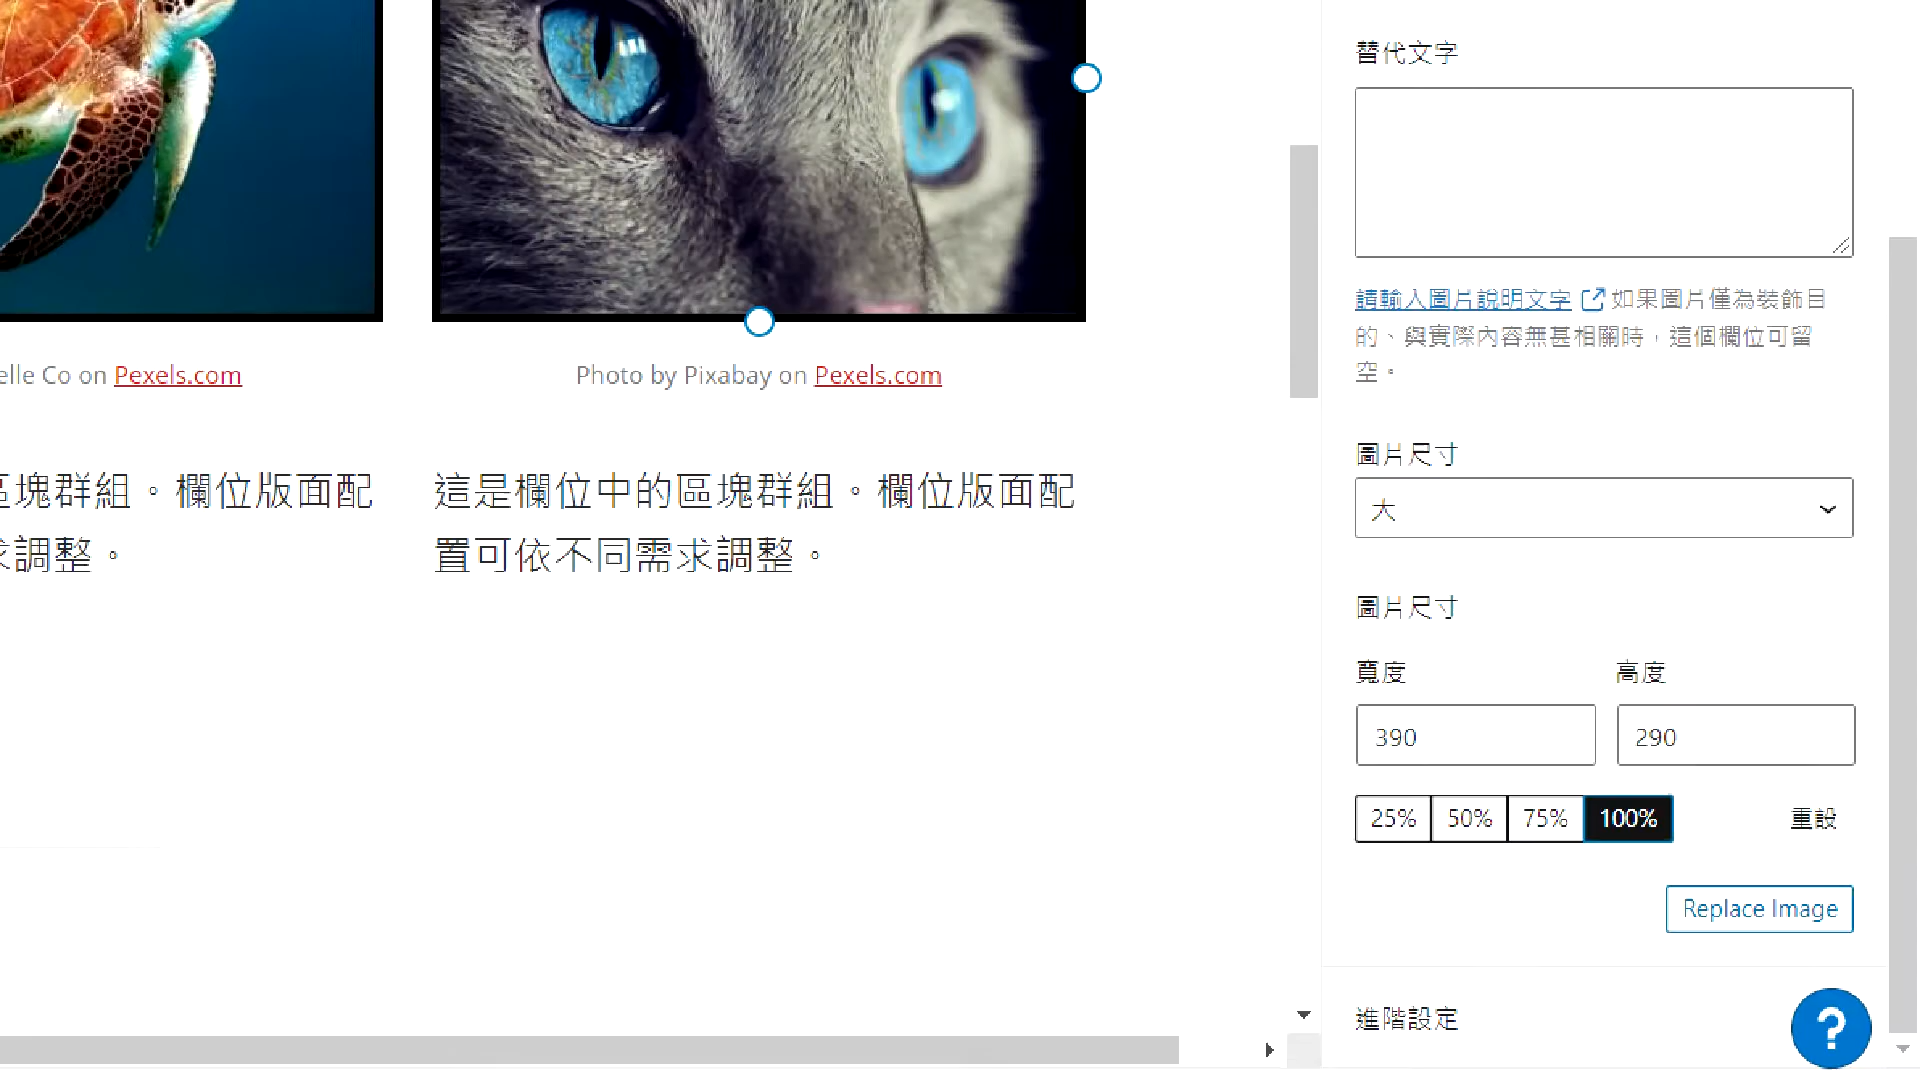 替代文字
請輸入圖片說明文字 如果圖片僅為裝飾目
的、與實際內容無甚相關時，這個欄位可留
空。
elle Co on Pexels.com
Photo by Pixabay on Pexels.com
區塊群組。欄位版面配
求調整。
這是欄位中的區塊群組。欄位版面配
置可依不同需求調整。
圖片尺寸
大
圖片尺寸
寬度 高度
390 290
25% 50% 75% 100% 重設
Replace Image
進階設定
?